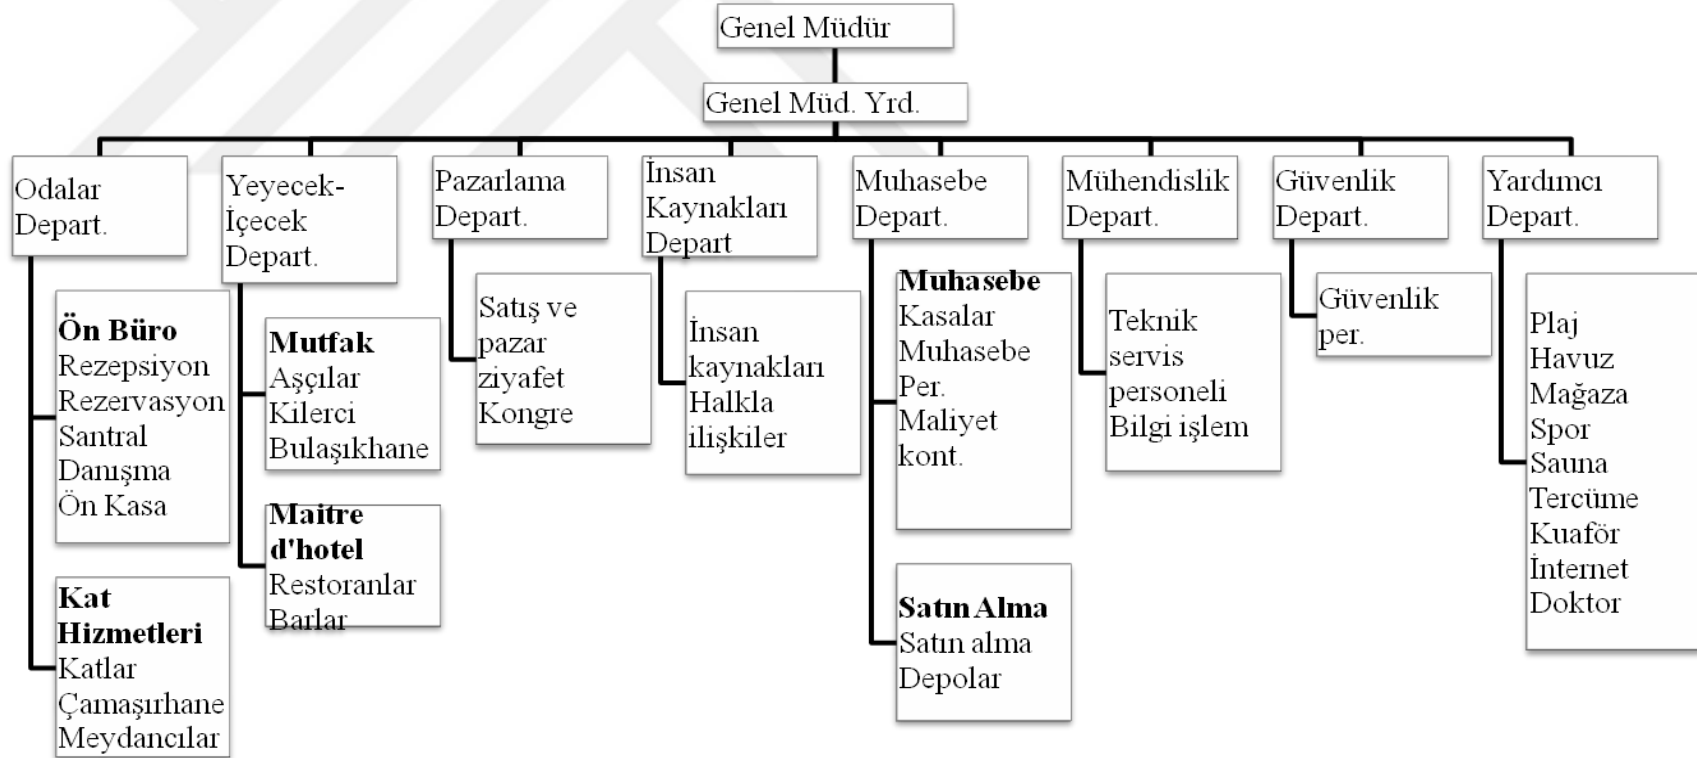 Genel Müdür
Genel Müd. Yrd.
Odalar
Depart.
Yeyecek-
İçecek
Depart.
Pazarlama
Depart.
İnsan
Kaynakları
Depart
Muhasebe
Depart.
Mühendislik
Depart.
Güvenlik
Depart.
Yardımcı
Depart.
Ön Büro
Rezepsiyon
Rezervasyon
Santral
Danışma
Ön Kasa
Kat
Hizmetleri
Katlar
Çamaşırhane
Meydancılar
Mutfak
Aşçılar
Kilerci
Bulaşıkhane
Maitre
d'hotel
Restoranlar
Barlar
Satış ve
pazar
ziyafet
Kongre
İnsan
kaynakları
Halkla
ilişkiler
Muhasebe
Kasalar
Muhasebe
Per.
Maliyet
kont.
Satın Alma
Satın alma
Depolar
Teknik
servis
personeli
Bilgi işlem
Güvenlik
per.
Plaj
Havuz
Mağaza
Spor
Sauna
Tercüme
Kuaför
İnternet
Doktor